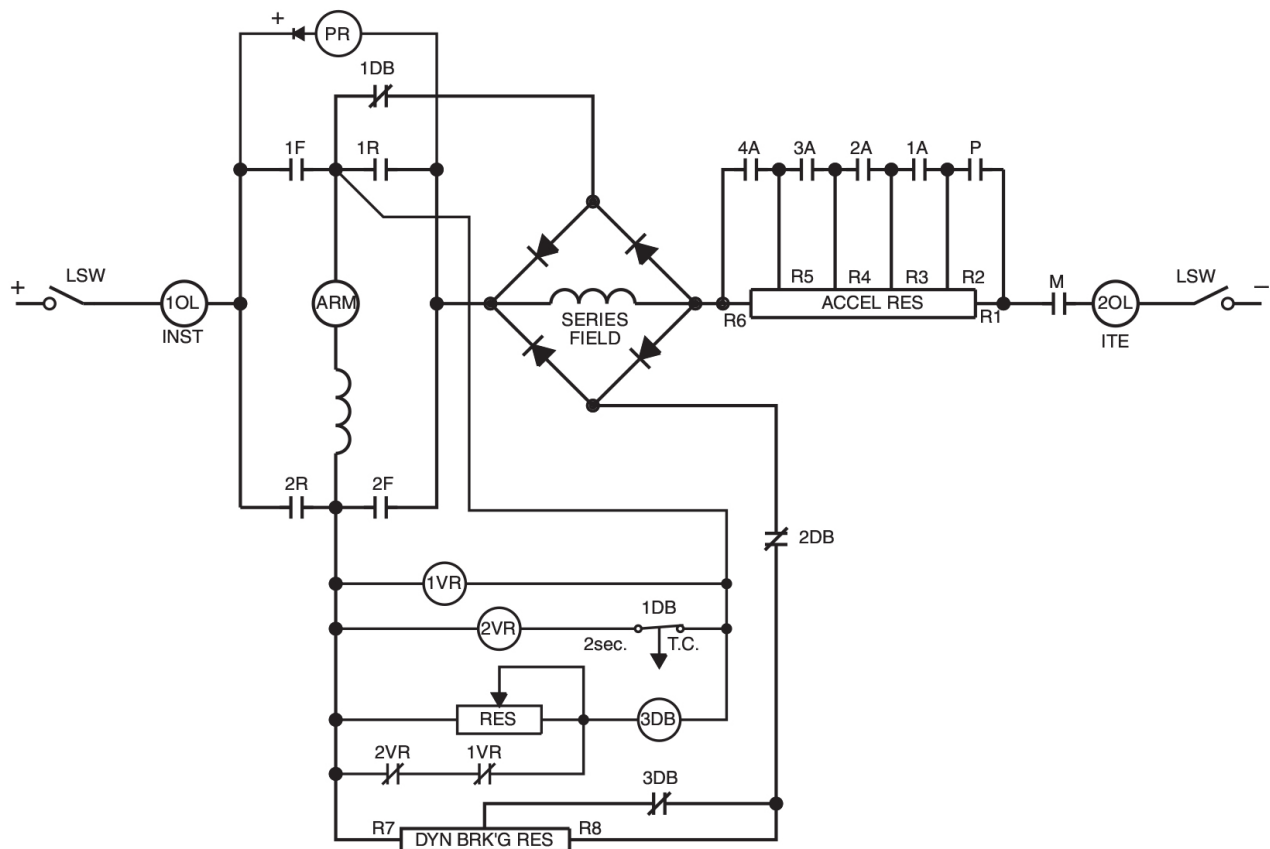 + PR
1DB
1F 1R
4A 3A 2A 1A P
LSW
+
1OL
INST
ARM
SERIES
FIELD
R5 R4 R3 R2
R6 ACCEL RES R1
M
2OL
ITE
LSW
−
2R 2F
2DB
1VR
2VR
1DB
2sec. T.C.
RES
3DB
2VR 1VR
3DB
R7 DYN BRK'G RES R8